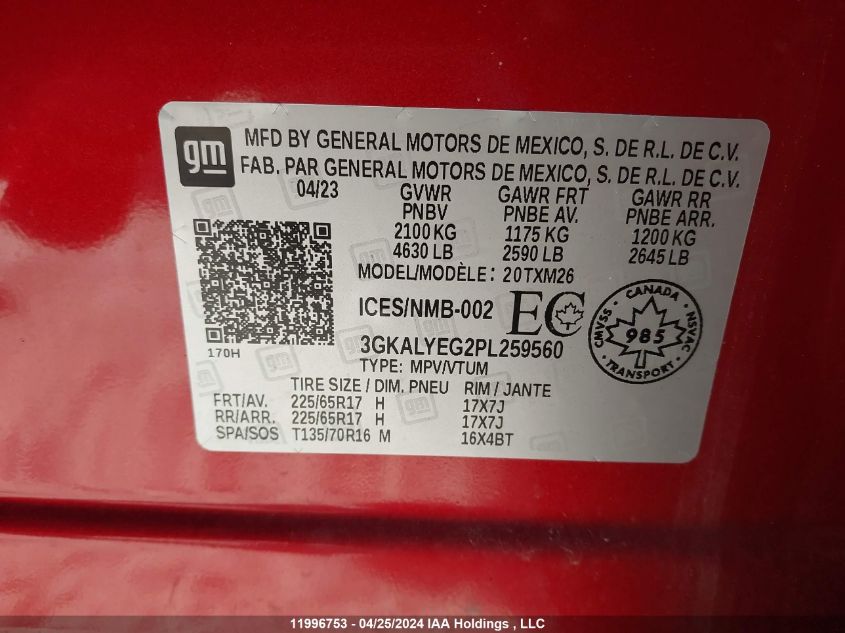 gm
MFD BY GENERAL MOTORS DE MEXICO, S. DE R.L. DE C.V.
FAB. PAR GENERAL MOTORS DE MEXICO, S. DE R.L. DE C.V.
04/23 GVWR GAWR FRT GAWR RR
PNBV PNBE AV. PNBE ARR.
2100 KG 1175 KG 1200 KG
4630 LB 2590 LB 2645 LB
MODEL/MODÈLE: 20TXM26
ICES/NMB-002 EC
CANADA
CMVSS 985 NSVAC
TRANSPORT
170H
3GKALYEG2PL259560
TYPE: MPV/VTUM
TIRE SIZE / DIM. PNEU RIM / JANTE
FRT/AV. 225/65R17 H 17X7J
RR/ARR. 225/65R17 H 17X7J
SPA/SOS T135/70R16 M 16X4BT
11996753 - 04/25/2024 IAA Holdings , LLC